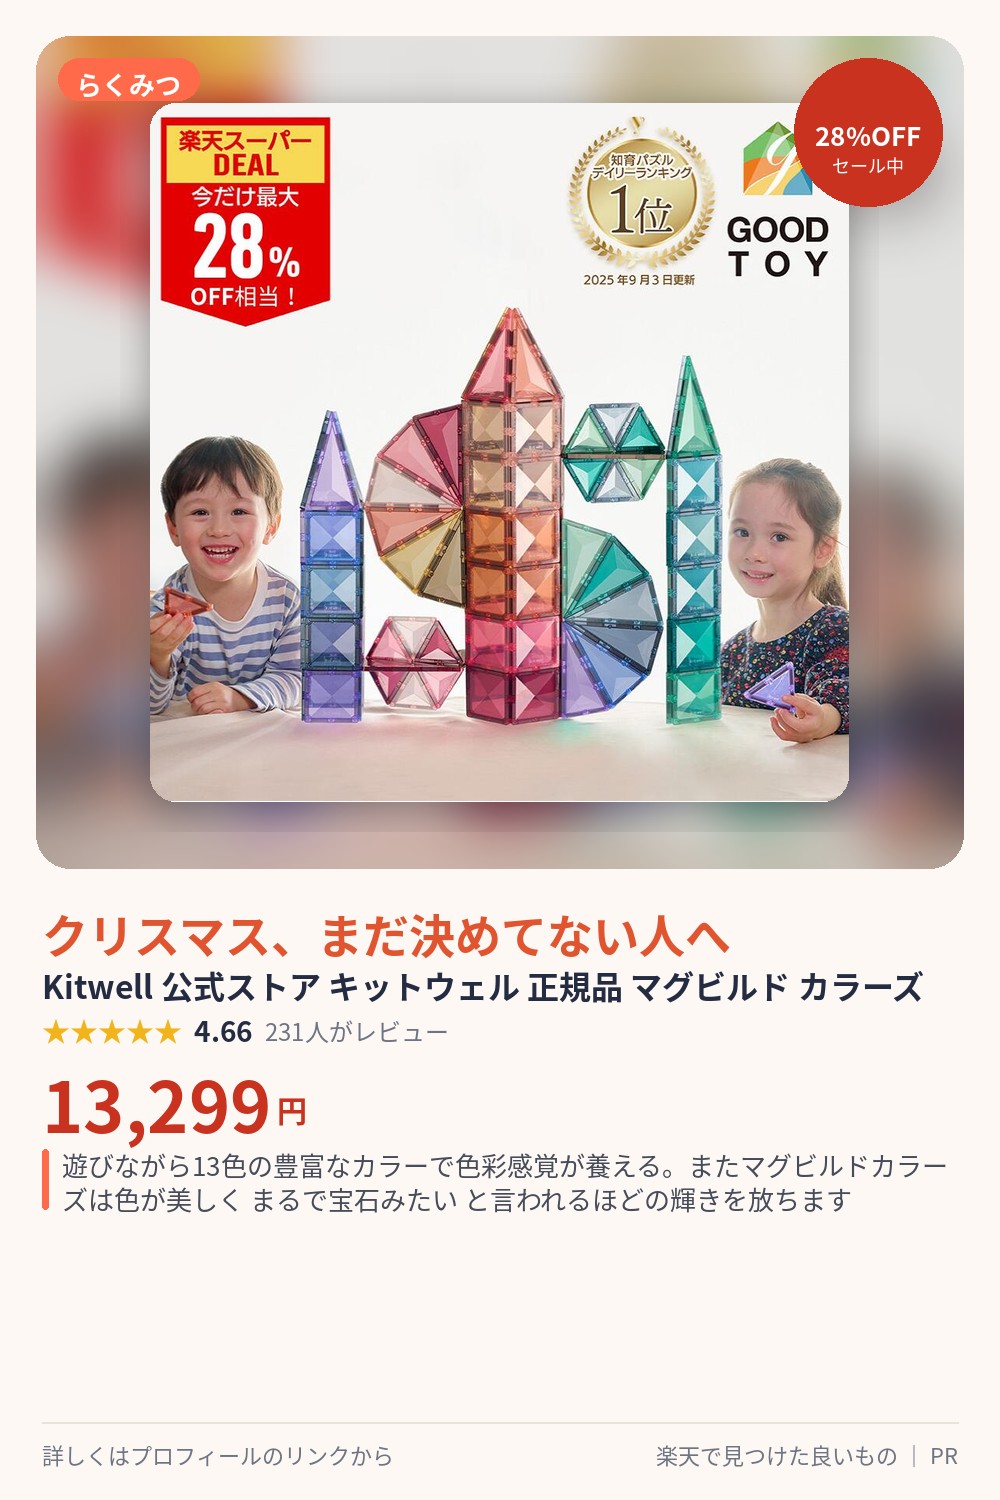 らくみつ
楽天スーパー
DEAL
今だけ最大
28%
OFF相当！
知育パズル
デイリーランキング
1位
2025年9月3日更新
GOOD
TOY
28%OFF
セール中
クリスマス、まだ決めてない人へ
Kitwell 公式ストア キットウェル 正規品 マグビルド カラーズ
★★★★★ 4.66 231人がレビュー
13,299円
遊びながら13色の豊富なカラーで色彩感覚が養える。またマグビルドカラー
ズは色が美しく まるで宝石みたい と言われるほどの輝きを放ちます
詳しくはプロフィールのリンクから
楽天で見つけた良いもの｜PR